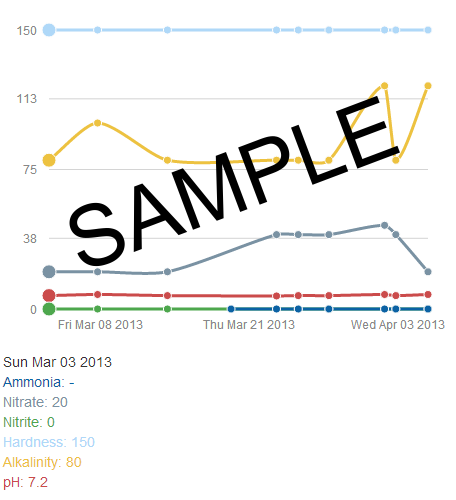 150
113
75
38
0
SAMPLE
Fri Mar 08 2013 Thu Mar 21 2013 Wed Apr 03 2013
Sun Mar 03 2013
Ammonia: -
Nitrate: 20
Nitrite: 0
Hardness: 150
Alkalinity: 80
pH: 7.2